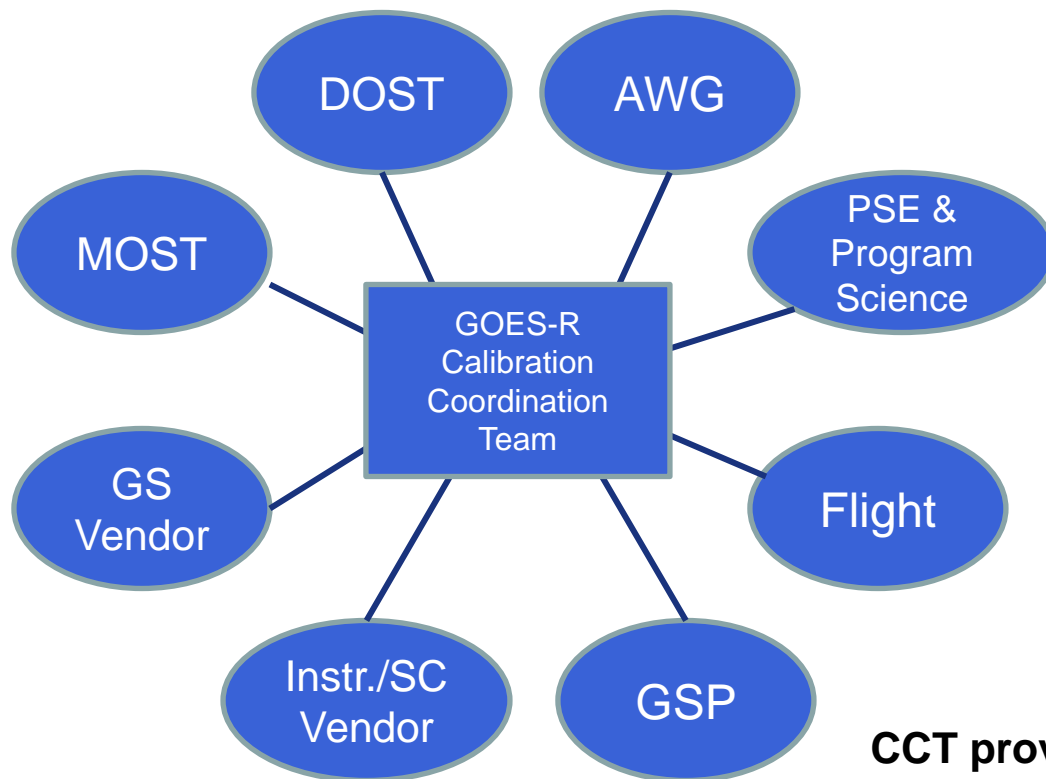 DOST
AWG
MOST
PSE &
Program
Science
GOES-R
Calibration
Coordination
Team
GS
Vendor
Flight
Instr./SC
Vendor
GSP
CCT prov